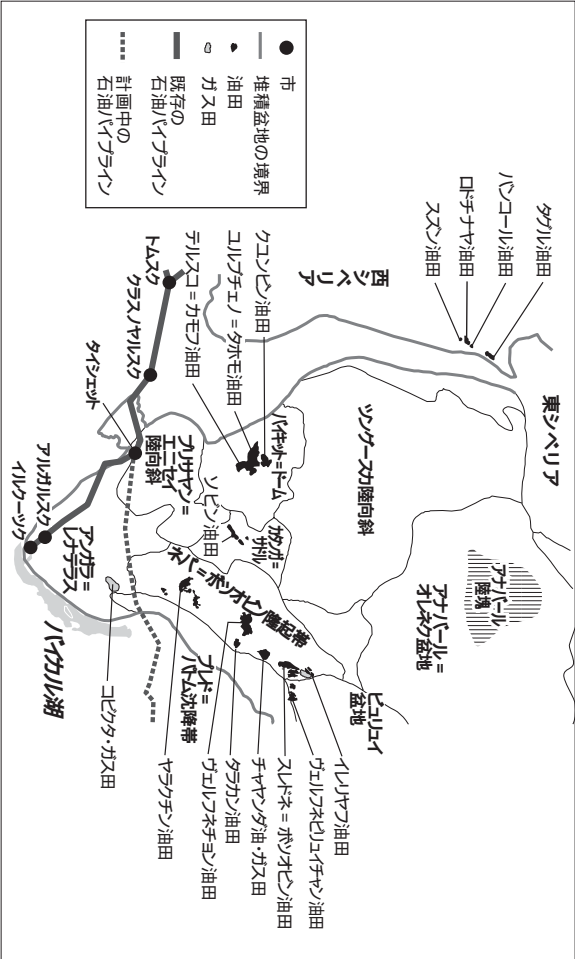 市
堆積盆地の境界
油田
ガス田
既存の
石油パイプライン
計画中の
石油パイプライン
タグル油田
バンコール油田
ロドチナヤ油田
スズン油田
東シベリア
西シベリア
クユンビン油田
ユルブチェノ=タホモ油田
テルスコ=カモフ油田
トムスク
クラスノヤルスク
タイシェット
アルガルスク
イルクーツク
ツングースカ陸向斜
バイキット=ドーム
カタンガ=
サドル
プリサヤン=
エニセイ
陸向斜
ソビン油田
アンガラ=
レナテラス
ネパ=ボツオビン隆起帯
アナバール
陸塊
アナバール=
オレネク盆地
ビュリュイ
盆地
プレド=
パトム沈降帯
バイカル湖
イレリヤフ油田
ヴェルフネビリュイチャン油田
スレドネ=ボツオビン油田
チャヤンダ油・ガス田
タラカン油田
ヴェルフネチョン油田
ヤラクチン油田
コビクタ・ガス田